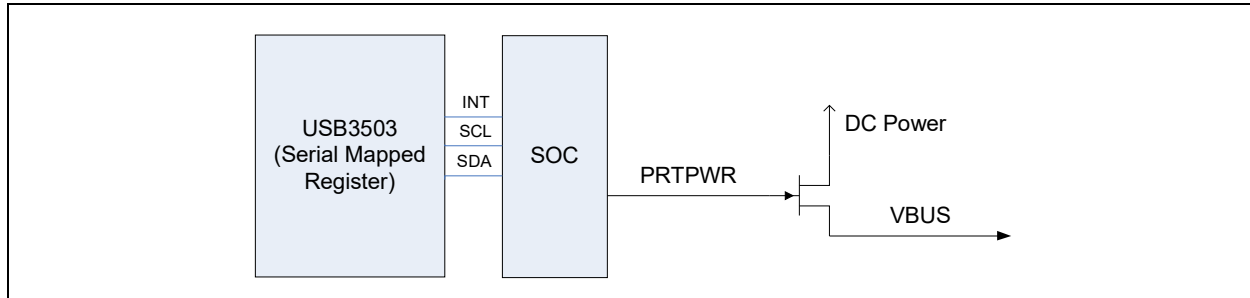 USB3503
(Serial Mapped
Register)
INT
SCL
SDA
SOC
PRTPWR
DC Power
VBUS